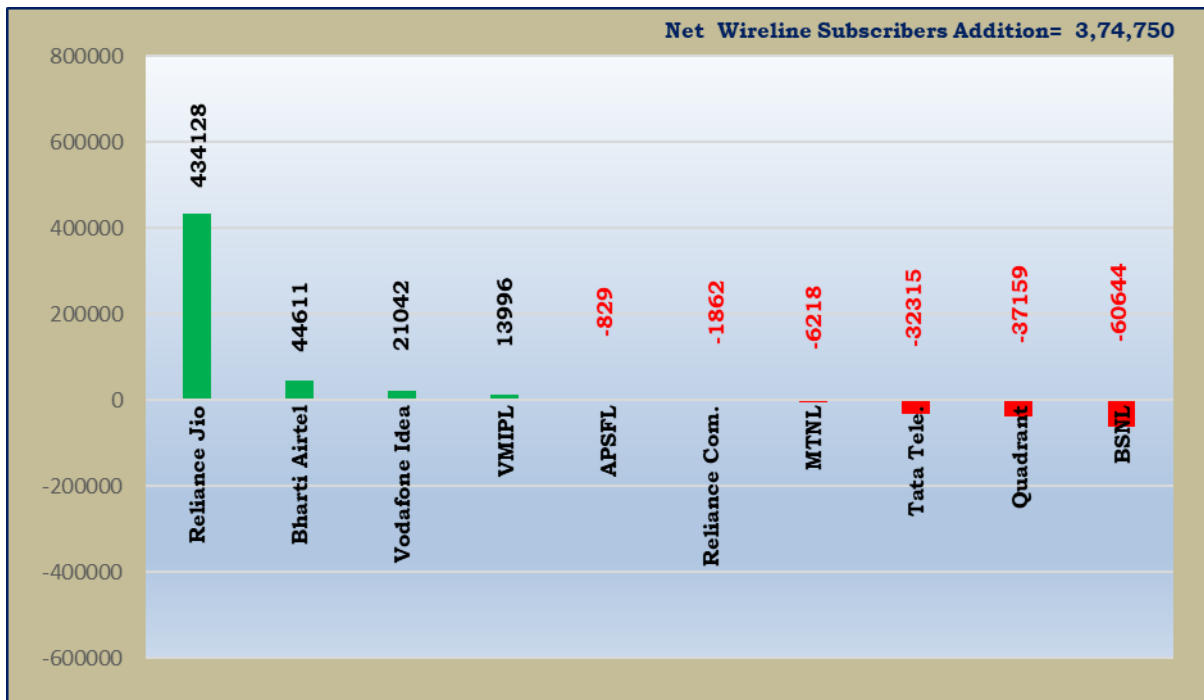 Net Wireline Subscribers Addition= 3,74,750
800000
600000
400000
200000
0
-200000
-400000
-600000
434128
44611
21042
13996
-829
-1862
-6218
-32315
-37159
-60644
Reliance Jio
Bharti Airtel
Vodafone Idea
VMIPL
APSFL
Reliance Com.
MTNL
Tata Tele.
Quadrant
BSNL